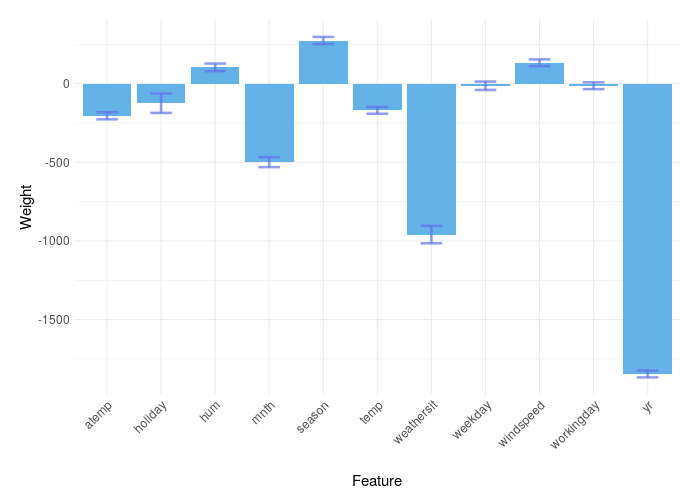 0
-500
-1000
-1500
Weight
atemp
holiday
hum
mnth
season
temp
weathersit
weekday
windspeed
workingday
yr
Feature